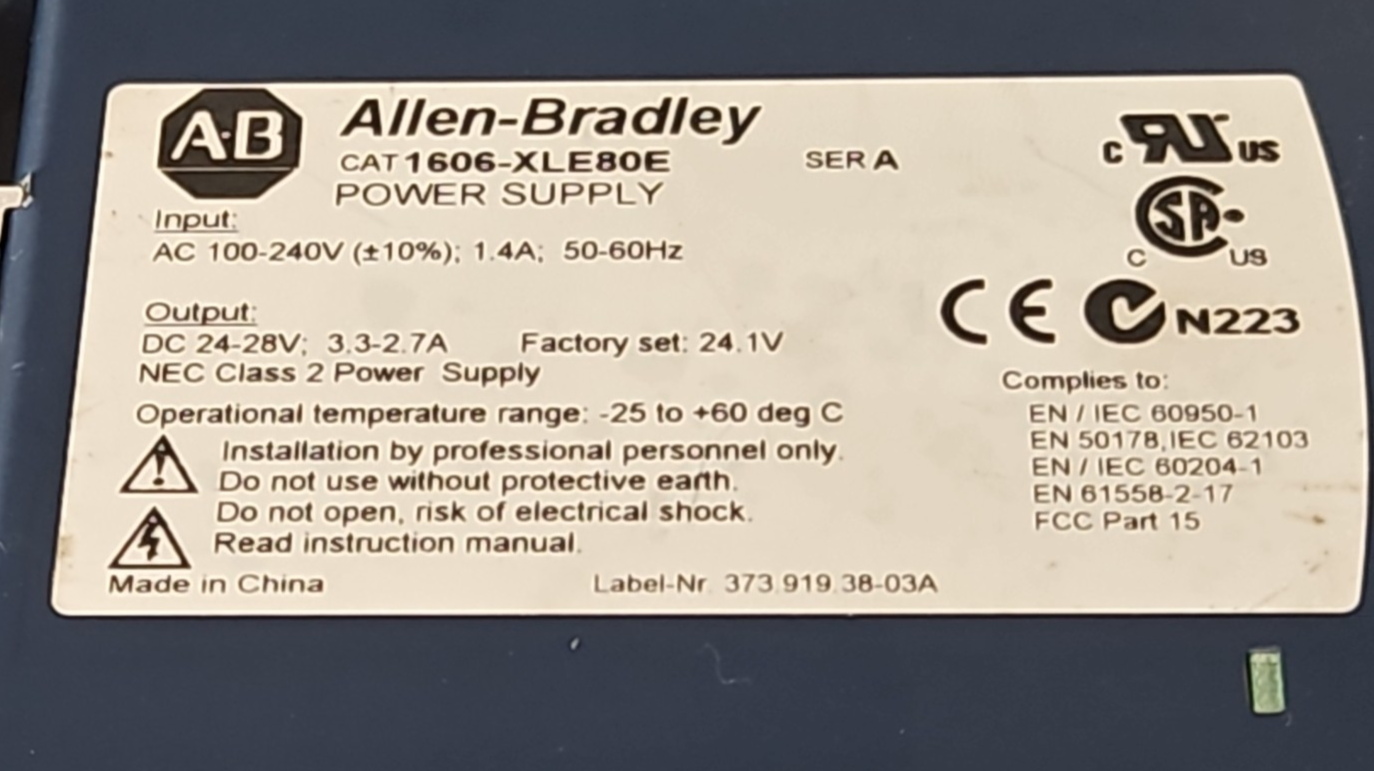 A·B Allen-Bradley
CAT 1606-XLE80E SER A
POWER SUPPLY
Input:
AC 100-240V (±10%); 1.4A; 50-60Hz
Output:
DC 24-28V; 3.3-2.7A Factory set: 24.1V
NEC Class 2 Power Supply
Operational temperature range: -25 to +60 deg C
Installation by professional personnel only.
Do not use without protective earth.
Do not open, risk of electrical shock.
Read instruction manual.
Made in China
Label-Nr 373.919.38-03A
C RU US
C SA US
CE N223
Complies to:
EN / IEC 60950-1
EN 50178, IEC 62103
EN / IEC 60204-1
EN 61558-2-17
FCC Part 15